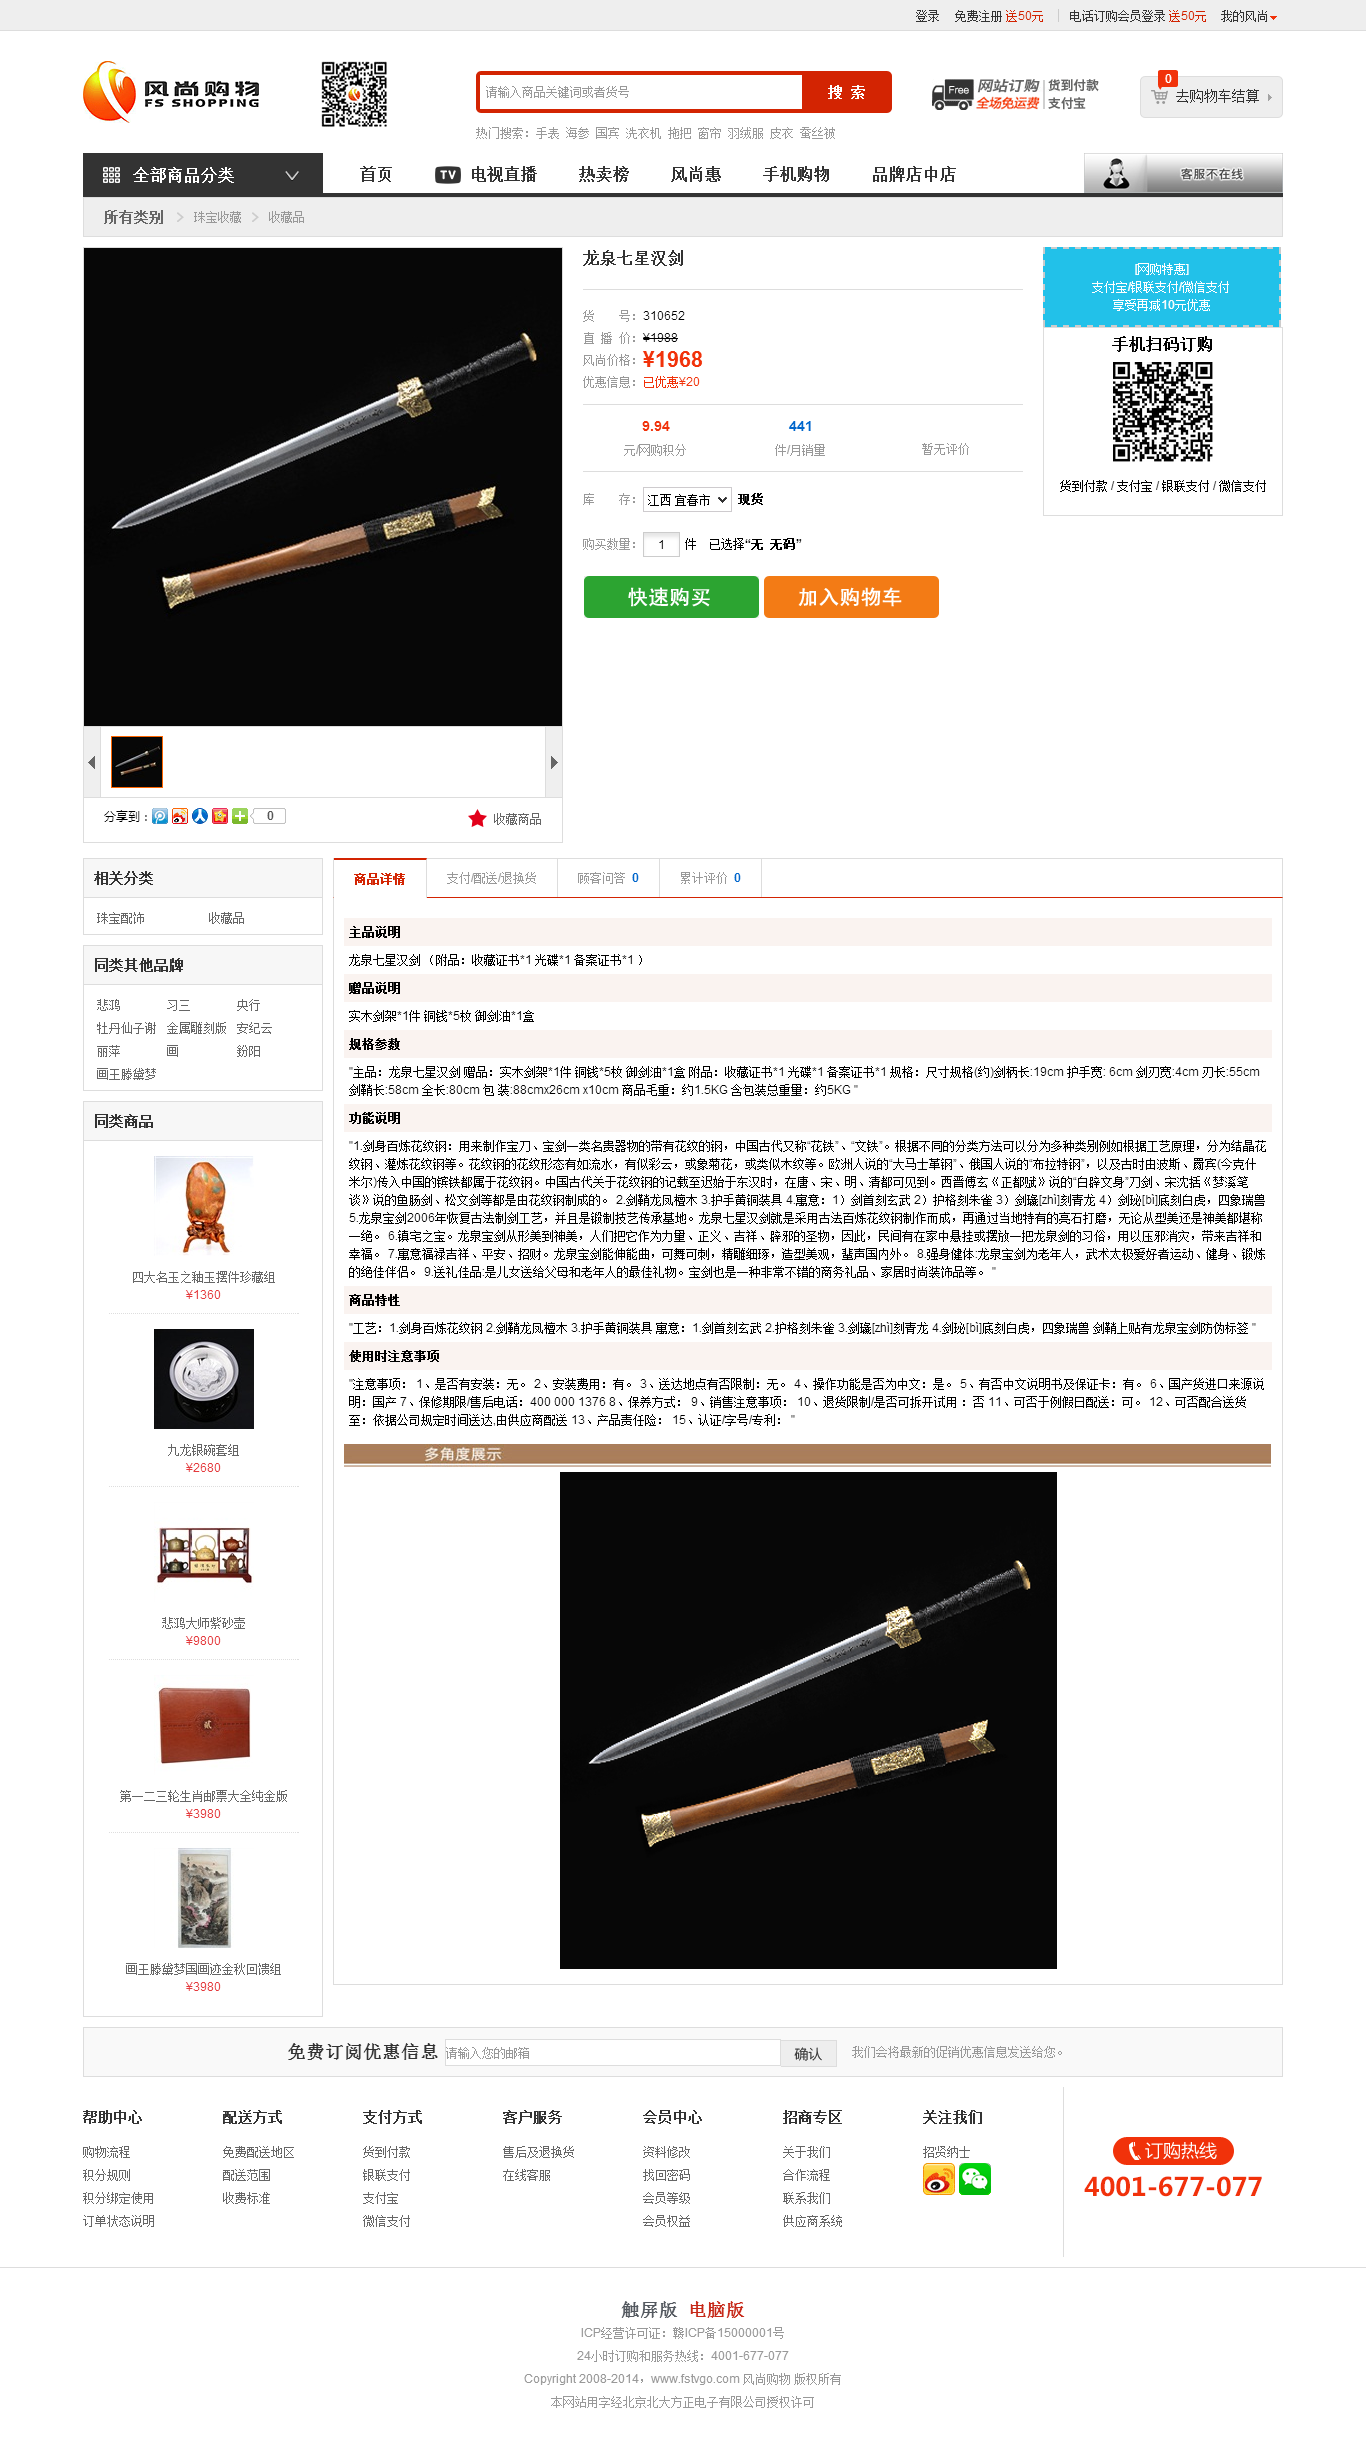 登录 免费注册 送50元 电话订购会员登录 送50元 我的风尚
风尚购物
FS SHOPPING
请输入商品关键词或者货号
搜 索
热门搜索：手表 海参 国宾 洗衣机 拖把 窗帘 羽绒服 皮衣 蚕丝被
Free 网站订购 全场免运费 货到付款 支付宝
0
去购物车结算
全部商品分类
首页 TV 电视直播 热卖榜 风尚惠 手机购物 品牌店中店
客服不在线
所有类别 珠宝收藏 收藏品
龙泉七星汉剑
货 号：310652
直 播 价：¥1988
风尚价格：¥1968
优惠信息：已优惠¥20
9.94 441
元/网购积分 件/月销量 暂无评价
库 存：江西 宜春市 现货
购买数量：1 件 已选择“无 无码”
快速购买 加入购物车
[网购特惠]
支付宝/银联支付/微信支付
享受再减10元优惠
手机扫码订购
货到付款 / 支付宝 / 银联支付 / 微信支付
分享到： 0
收藏商品
相关分类
珠宝配饰 收藏品
同类其他品牌
悲鸿 习三 央行
牡丹仙子谢 金属雕刻版 安纪云
丽萍 画 鈖阳
画王滕黛梦
同类商品
四大名玉之釉玉摆件珍藏组
¥1360
九龙银碗套组
¥2680
悲鸿大师紫砂壶
¥9800
第一二三轮生肖邮票大全纯金版
¥3980
画王滕黛梦国画迹金秋回馈组
¥3980
商品详情 支付/配送/退换货 顾客问答 0 累计评价 0
主品说明
龙泉七星汉剑（附品：收藏证书*1 光碟*1 备案证书*1 ）
赠品说明
实木剑架*1件 铜钱*5枚 御剑油*1盒
规格参数
"主品：龙泉七星汉剑 赠品：实木剑架*1件 铜钱*5枚 御剑油*1盒 附品：收藏证书*1 光碟*1 备案证书*1 规格：尺寸规格(约)剑柄长:19cm 护手宽: 6cm 剑刃宽:4cm 刃长:55cm
剑鞘长:58cm 全长:80cm 包 装:88cmx26cm x10cm 商品毛重：约1.5KG 含包装总重量：约5KG "
功能说明
"1.剑身百炼花纹钢：用来制作宝刀、宝剑一类名贵器物的带有花纹的钢，中国古代又称“花铁”、“文铁”。根据不同的分类方法可以分为多种类别例如根据工艺原理，分为结晶花
纹钢、灌炼花纹钢等。花纹钢的花纹形态有如流水，有似彩云，或象菊花，或类似木纹等。欧洲人说的“大马士革钢”、俄国人说的“布拉特钢”，以及古时由波斯、罽宾(今克什
米尔)传入中国的镔铁都属于花纹钢。中国古代关于花纹钢的记载至迟始于东汉时，在唐、宋、明、清都可见到。西晋傅玄《正都赋》说的“白辟文身”刀剑、宋沈括《梦溪笔
谈》说的鱼肠剑、松文剑等都是由花纹钢制成的。 2.剑鞘龙凤檀木 3.护手黄铜装具 4.寓意：1）剑首刻玄武 2）护格刻朱雀 3）剑璏[zhì]刻青龙 4）剑珌[bì]底刻白虎，四象瑞兽
5.龙泉宝剑2006年恢复古法制剑工艺，并且是锻制技艺传承基地。龙泉七星汉剑就是采用古法百炼花纹钢制作而成，再通过当地特有的亮石打磨，无论从型美还是神美都堪称
一绝。 6.镇宅之宝。龙泉宝剑从形美到神美，人们把它作为力量、正义、吉祥、辟邪的圣物，因此，民间有在家中悬挂或摆放一把龙泉剑的习俗，用以压邪消灾，带来吉祥和
幸福。 7.寓意福禄吉祥、平安、招财。龙泉宝剑能伸能曲，可舞可刺，精雕细琢，造型美观，蜚声国内外。 8.强身健体:龙泉宝剑为老年人，武术太极爱好者运动、健身、锻炼
的绝佳伴侣。 9.送礼佳品:是儿女送给父母和老年人的最佳礼物。宝剑也是一种非常不错的商务礼品、家居时尚装饰品等。 "
商品特性
"工艺：1.剑身百炼花纹钢 2.剑鞘龙凤檀木 3.护手黄铜装具 寓意：1.剑首刻玄武 2.护格刻朱雀 3.剑璏[zhì]刻青龙 4.剑珌[bì]底刻白虎，四象瑞兽 剑鞘上贴有龙泉宝剑防伪标签 "
使用时注意事项
"注意事项： 1、是否有安装：无。 2、安装费用：有。 3、送达地点有否限制：无。 4、操作功能是否为中文：是。 5、有否中文说明书及保证卡：有。 6、国产货进口来源说
明：国产 7、保修期限/售后电话：400 000 1376 8、保养方式： 9、销售注意事项： 10、退货限制/是否可拆开试用 ：否 11、可否于例假日配送：可。 12、可否配合送货
至：依据公司规定时间送达.由供应商配送 13、产品责任险： 15、认证/字号/专利： "
多角度展示
免费订阅优惠信息 请输入您的邮箱 确认 我们会将最新的促销优惠信息发送给您。
帮助中心 配送方式 支付方式 客户服务 会员中心 招商专区 关注我们
购物流程 免费配送地区 货到付款 售后及退换货 资料修改 关于我们 招贤纳士
积分规则 配送范围 银联支付 在线客服 找回密码 合作流程
积分绑定使用 收费标准 支付宝 会员等级 联系我们
订单状态说明 微信支付 会员权益 供应商系统
订购热线
4001-677-077
触屏版 电脑版
ICP经营许可证：赣ICP备15000001号
24小时订购和服务热线：4001-677-077
Copyright 2008-2014，www.fstvgo.com 风尚购物 版权所有
本网站用字经北京北大方正电子有限公司授权许可